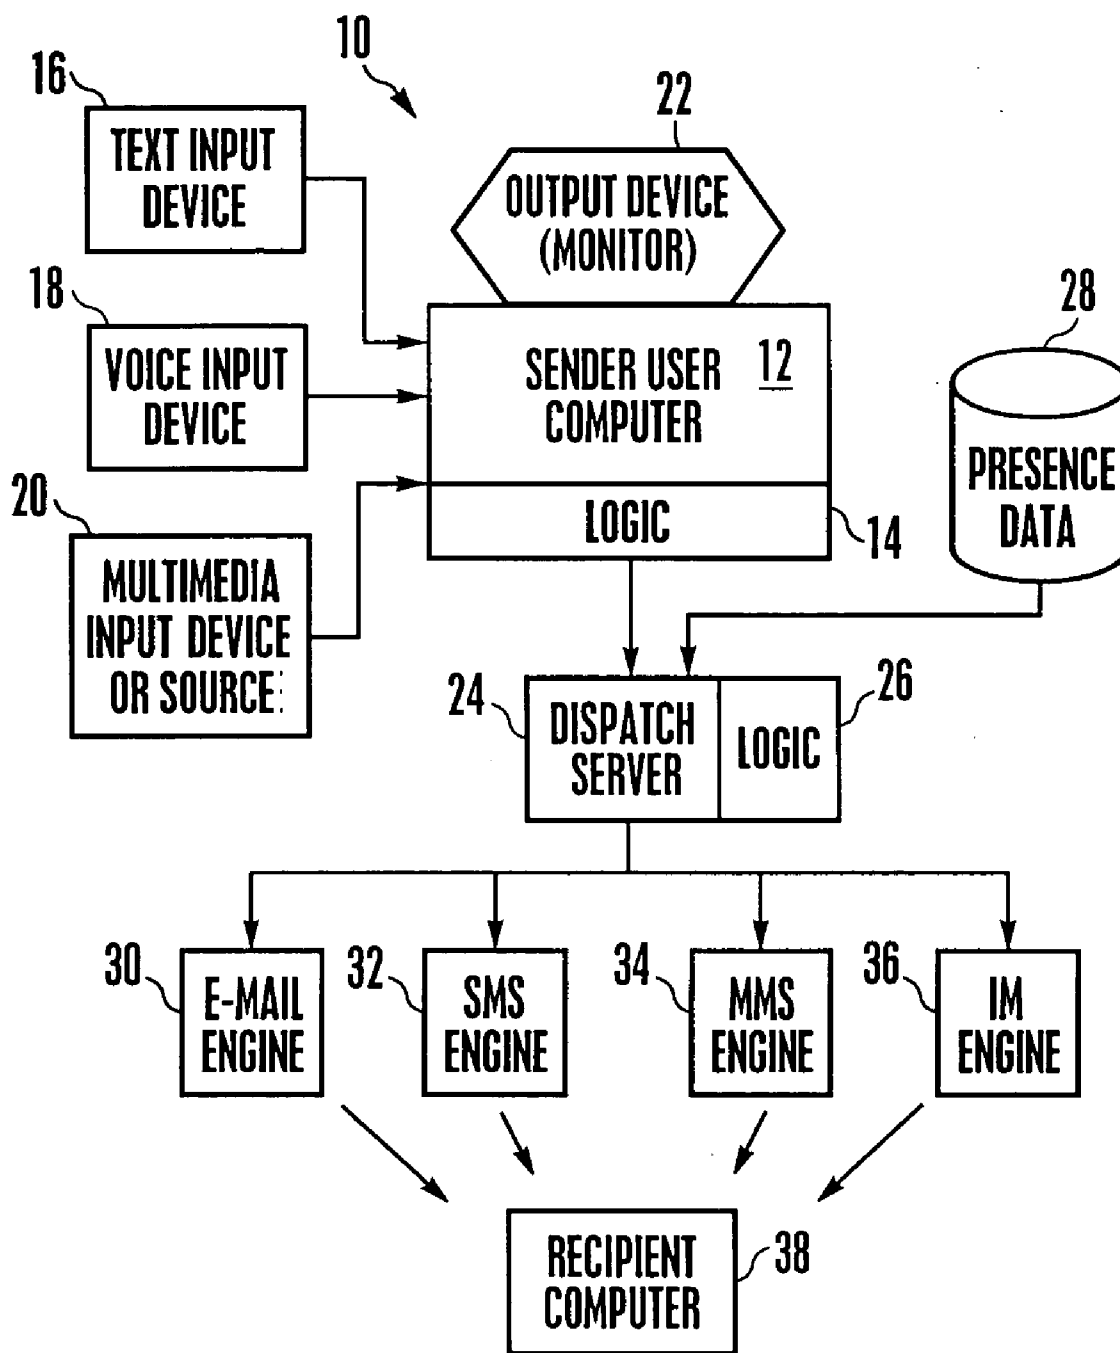 10
16
TEXT INPUT
DEVICE
22
OUTPUT DEVICE
(MONITOR)
18
VOICE INPUT
DEVICE
12
SENDER USER
COMPUTER
28
PRESENCE
DATA
20
MULTIMEDIA
INPUT DEVICE
OR SOURCE
LOGIC
14
24
DISPATCH
SERVER
LOGIC
26
30
E-MAIL
ENGINE
32
SMS
ENGINE
34
MMS
ENGINE
36
IM
ENGINE
RECIPIENT
COMPUTER
38